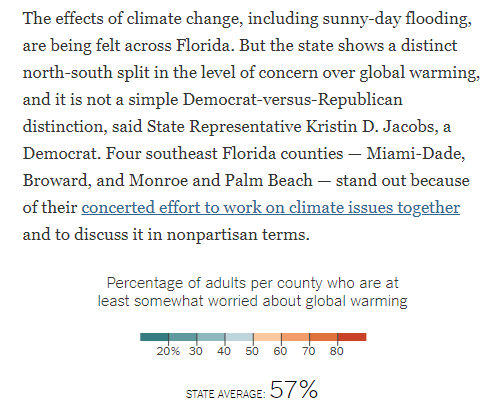 The effects of climate change, including sunny-day flooding,
are being felt across Florida. But the state shows a distinct
north-south split in the level of concern over global warming,
and it is not a simple Democrat-versus-Republican
distinction, said State Representative Kristin D. Jacobs, a
Democrat. Four southeast Florida counties — Miami-Dade,
Broward, and Monroe and Palm Beach — stand out because
of their concerted effort to work on climate issues together
and to discuss it in nonpartisan terms.
Percentage of adults per county who are at
least somewhat worried about global warming
20% 30 40 50 60 70 80
STATE AVERAGE: 57%